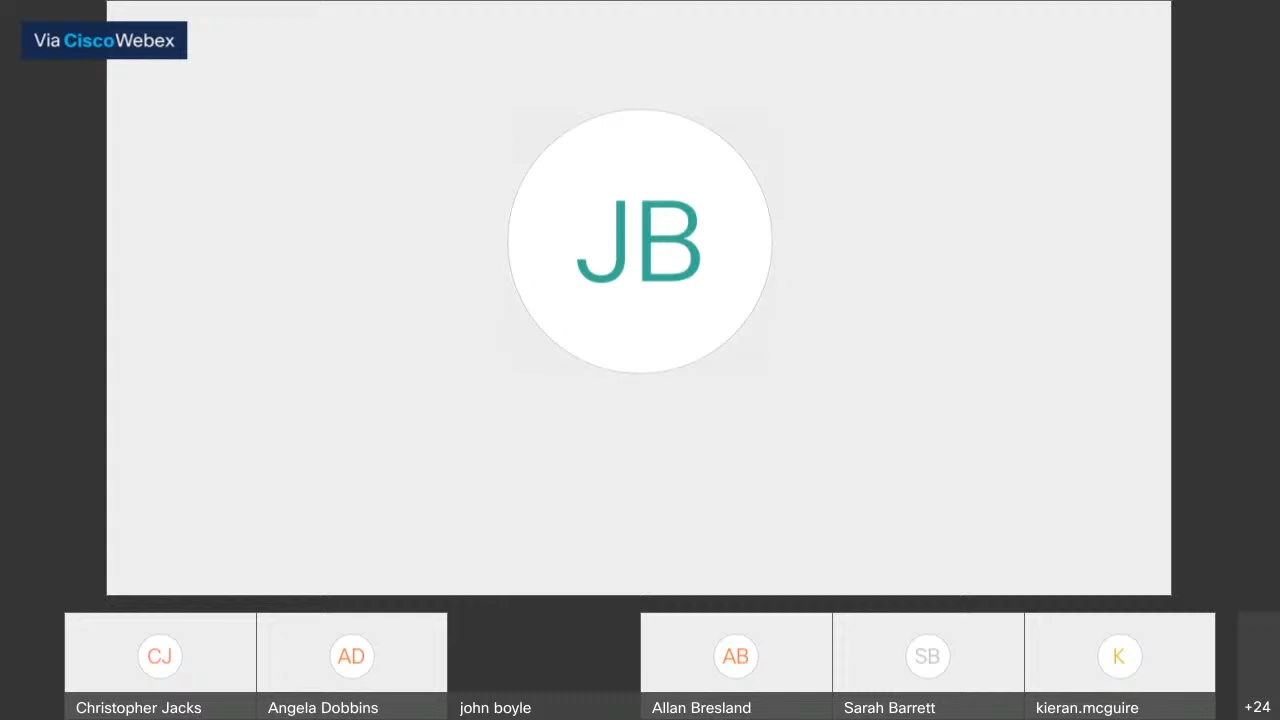 Via CiscoWebex
JB
CJ
AD
AB
SB
K
Christopher Jacks
Angela Dobbins
john boyle
Allan Bresland
Sarah Barrett
kieran.mcguire
+24